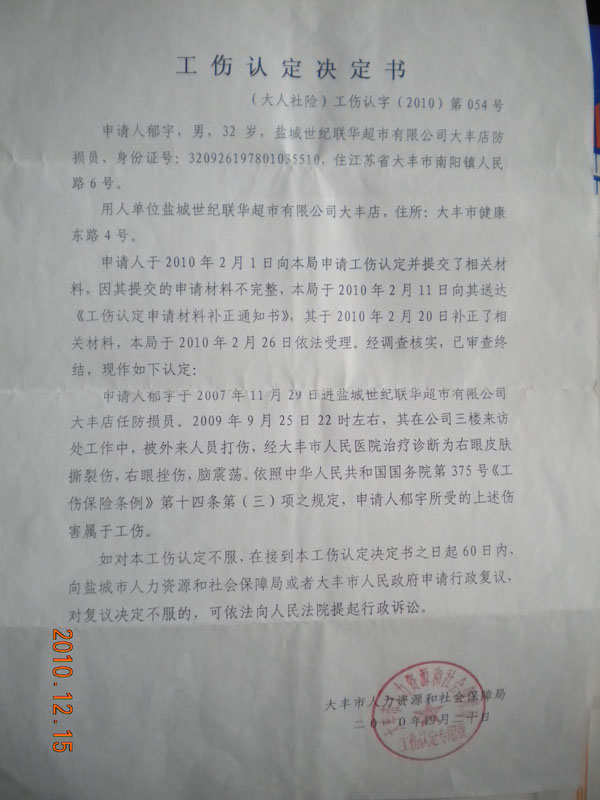 工伤认定决定书
（大人社险）工伤认字（2010）第054号
申请人郁宇，男，32岁，盐城世纪联华超市有限公司大丰店防
损员，身份证号：320926197801035510，住江苏省大丰市南阳镇人民
路6号。
用人单位盐城世纪联华超市有限公司大丰店，住所：大丰市健康
东路4号。
申请人于2010年2月1日向本局申请工伤认定并提交了相关材
料，因其提交的申请材料不完整，本局于2010年2月11日向其送达
《工伤认定申请材料补正通知书》，其于2010年2月20日补正了相
关材料，本局于2010年2月26日依法受理。经调查核实，已审查终
结，现作如下认定：
申请人郁宇于2007年11月29日进盐城世纪联华超市有限公司
大丰店任防损员。2009年9月25日22时左右，其在公司三楼来访
处工作中，被外来人员打伤，经大丰市人民医院治疗诊断为右眼皮肤
撕裂伤，右眼挫伤，脑震荡。依照中华人民共和国国务院第375号《工
伤保险条例》第十四条第（三）项之规定，申请人郁宇所受的上述伤
害属于工伤。
如对本工伤认定不服，在接到本工伤认定决定书之日起60日内，
向盐城市人力资源和社会保障局或者大丰市人民政府申请行政复议，
对复议决定不服的，可依法向人民法院提起行政诉讼。
大丰市人力资源和社会保障局
二〇一〇年四月二十日
工伤认定专用章
2010.12.15